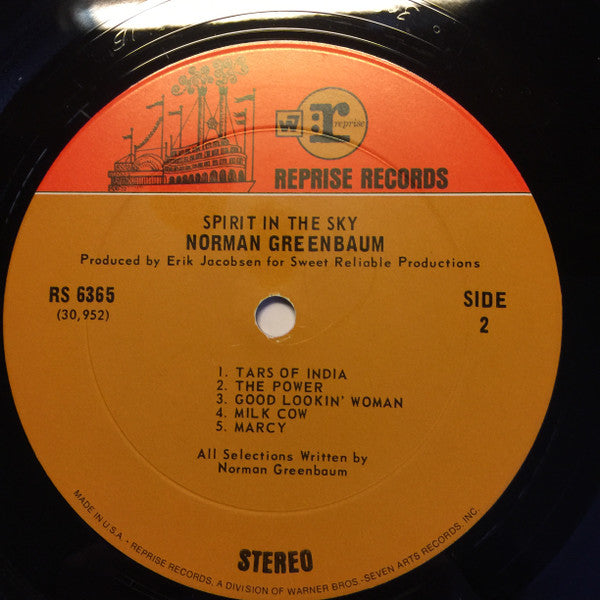 W7 r: reprise
REPRISE RECORDS
SPIRIT IN THE SKY
NORMAN GREENBAUM
Produced by Erik Jacobsen for Sweet Reliable Productions
RS 6365
(30,952)
SIDE
2
1. TARS OF INDIA
2. THE POWER
3. GOOD LOOKIN' WOMAN
4. MILK COW
5. MARCY
All Selections Written by
Norman Greenbaum
STEREO
MADE IN U.S.A. • REPRISE RECORDS, A DIVISION OF WARNER BROS.-SEVEN ARTS RECORDS, INC.